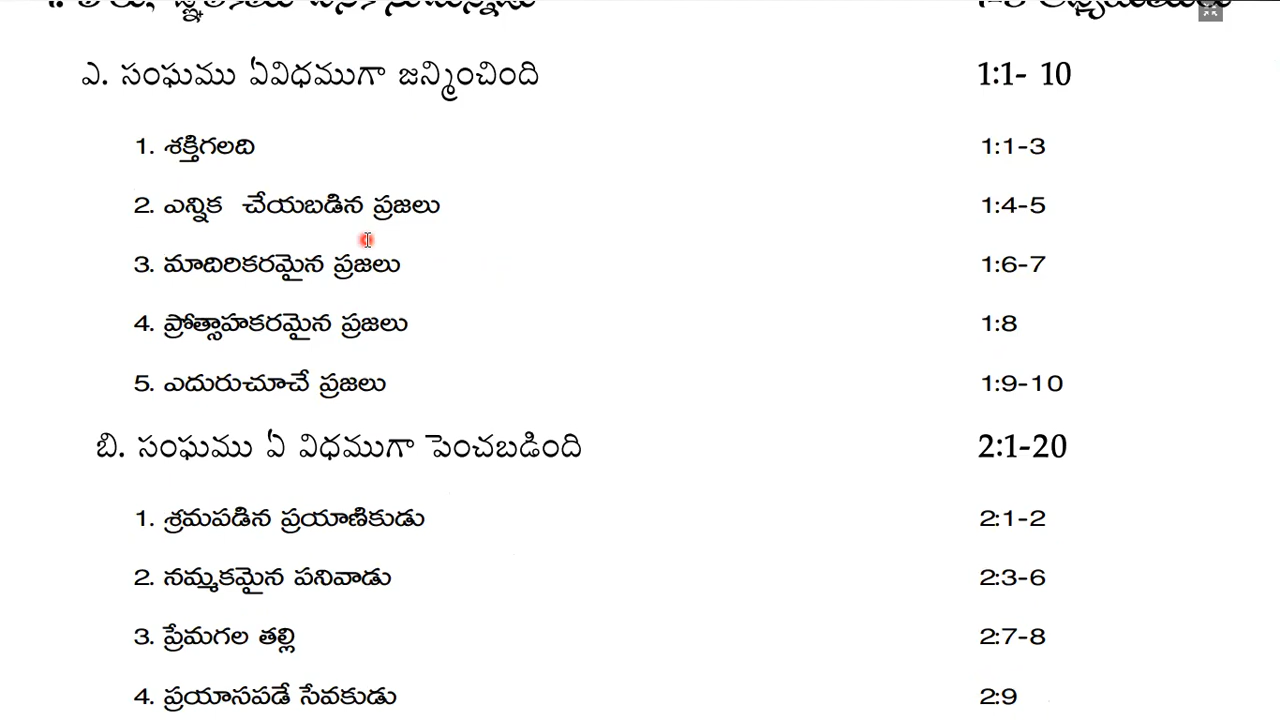 ఎ. సంఘము ఏవిధముగా జన్మించింది 1:1- 10
1. శక్తిగలది 1:1-3
2. ఎన్నిక చేయబడిన ప్రజలు 1:4-5
3. మాదిరికరమైన ప్రజలు 1:6-7
4. ప్రోత్సాహకరమైన ప్రజలు 1:8
5. ఎదురుచూచే ప్రజలు 1:9-10
బి. సంఘము ఏ విధముగా పెంచబడింది 2:1-20
1. శ్రమపడిన ప్రయాణికుడు 2:1-2
2. నమ్మకమైన పనివాడు 2:3-6
3. ప్రేమగల తల్లి 2:7-8
4. ప్రయాసపడే సేవకుడు 2:9